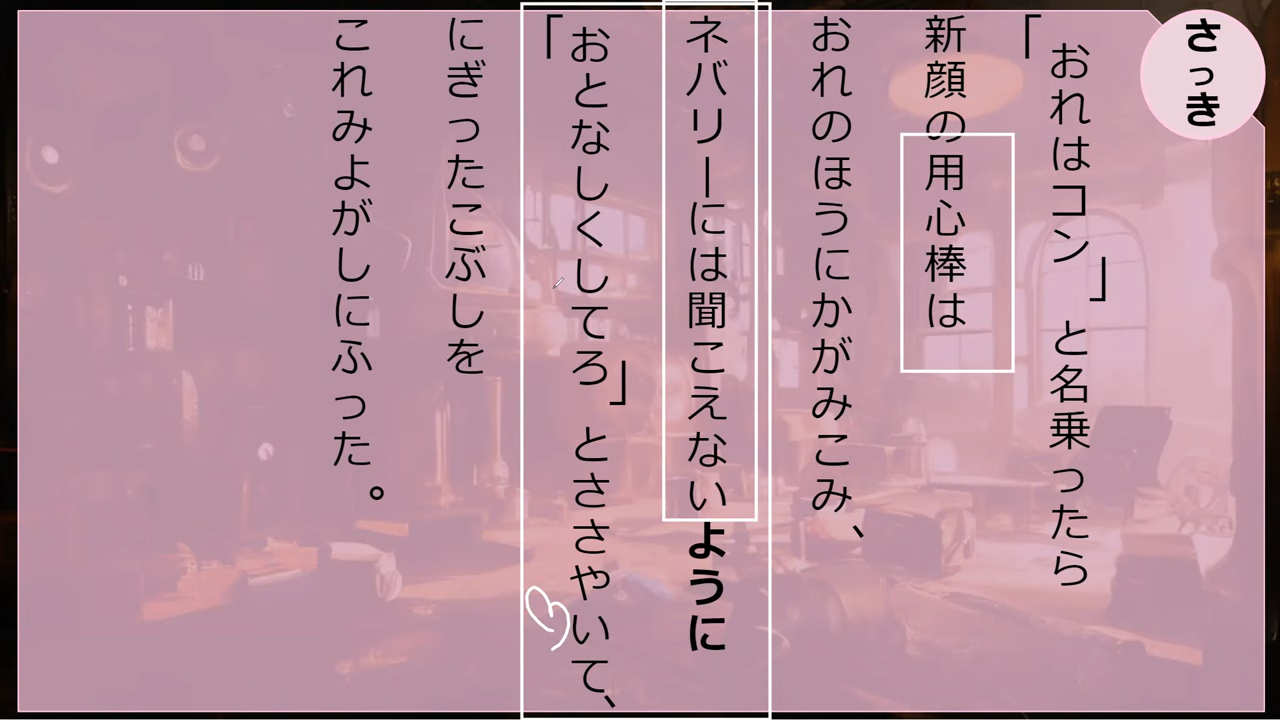 さっき
「おれはコン」と名乗ったら
新顔の用心棒は
おれのほうにかがみこみ、
ネバリーには聞こえないように
「おとなしくしてろ」とささやいて、
にぎったこぶしを
これみよがしにふった。